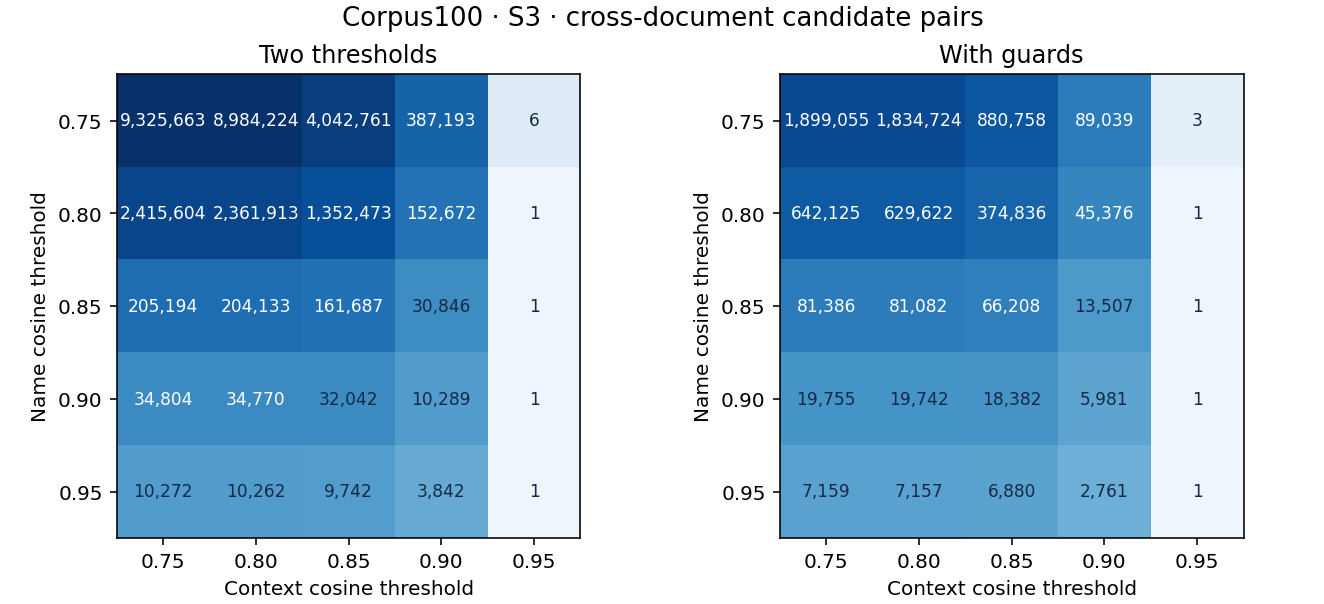 Corpus100 · S3 · cross-document candidate pairs
Two thresholds
Name cosine threshold
0.75 9,325,663 8,984,224 4,042,761 387,193 6
0.80 2,415,604 2,361,913 1,352,473 152,672 1
0.85 205,194 204,133 161,687 30,846 1
0.90 34,804 34,770 32,042 10,289 1
0.95 10,272 10,262 9,742 3,842 1
0.75 0.80 0.85 0.90 0.95
Context cosine threshold
With guards
Name cosine threshold
0.75 1,899,055 1,834,724 880,758 89,039 3
0.80 642,125 629,622 374,836 45,376 1
0.85 81,386 81,082 66,208 13,507 1
0.90 19,755 19,742 18,382 5,981 1
0.95 7,159 7,157 6,880 2,761 1
0.75 0.80 0.85 0.90 0.95
Context cosine threshold